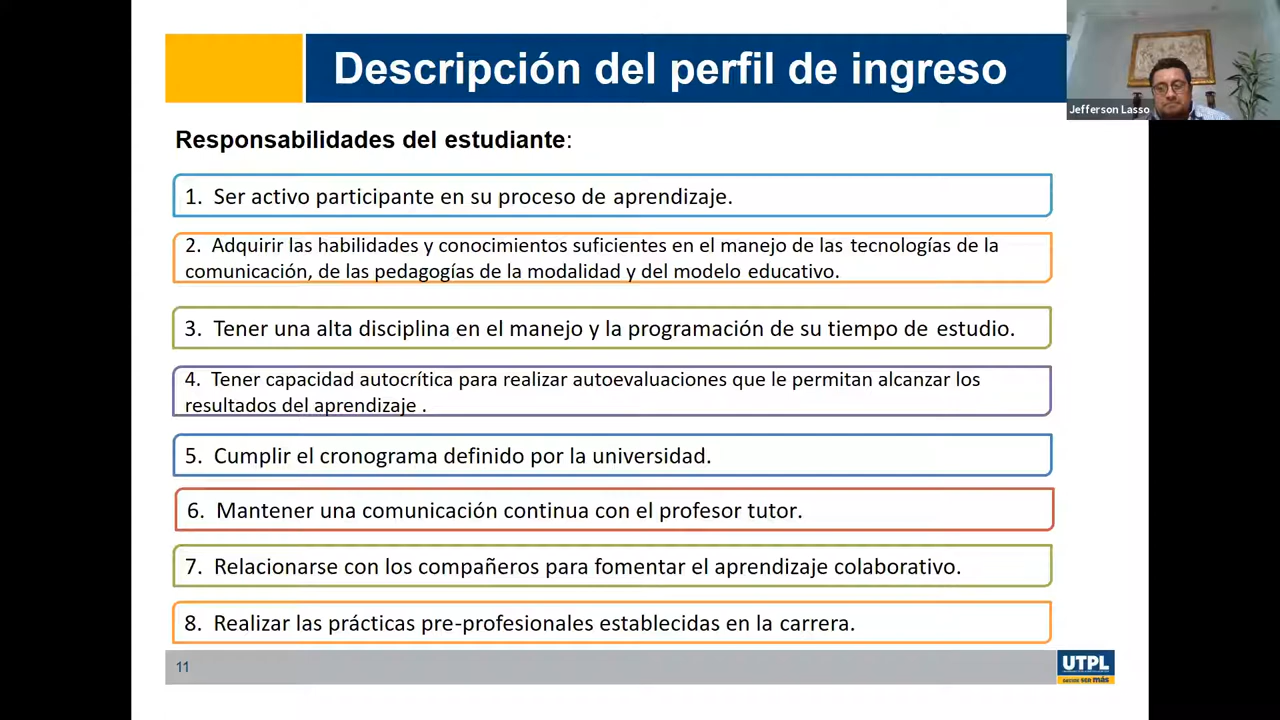 Descripción del perfil de ingreso
Jefferson Lasso
Responsabilidades del estudiante:
1. Ser activo participante en su proceso de aprendizaje.
2. Adquirir las habilidades y conocimientos suficientes en el manejo de las tecnologías de la
comunicación, de las pedagogías de la modalidad y del modelo educativo.
3. Tener una alta disciplina en el manejo y la programación de su tiempo de estudio.
4. Tener capacidad autocrítica para realizar autoevaluaciones que le permitan alcanzar los
resultados del aprendizaje .
5. Cumplir el cronograma definido por la universidad.
6. Mantener una comunicación continua con el profesor tutor.
7. Relacionarse con los compañeros para fomentar el aprendizaje colaborativo.
8. Realizar las prácticas pre-profesionales establecidas en la carrera.
11
UTPL
DECIDE SER más